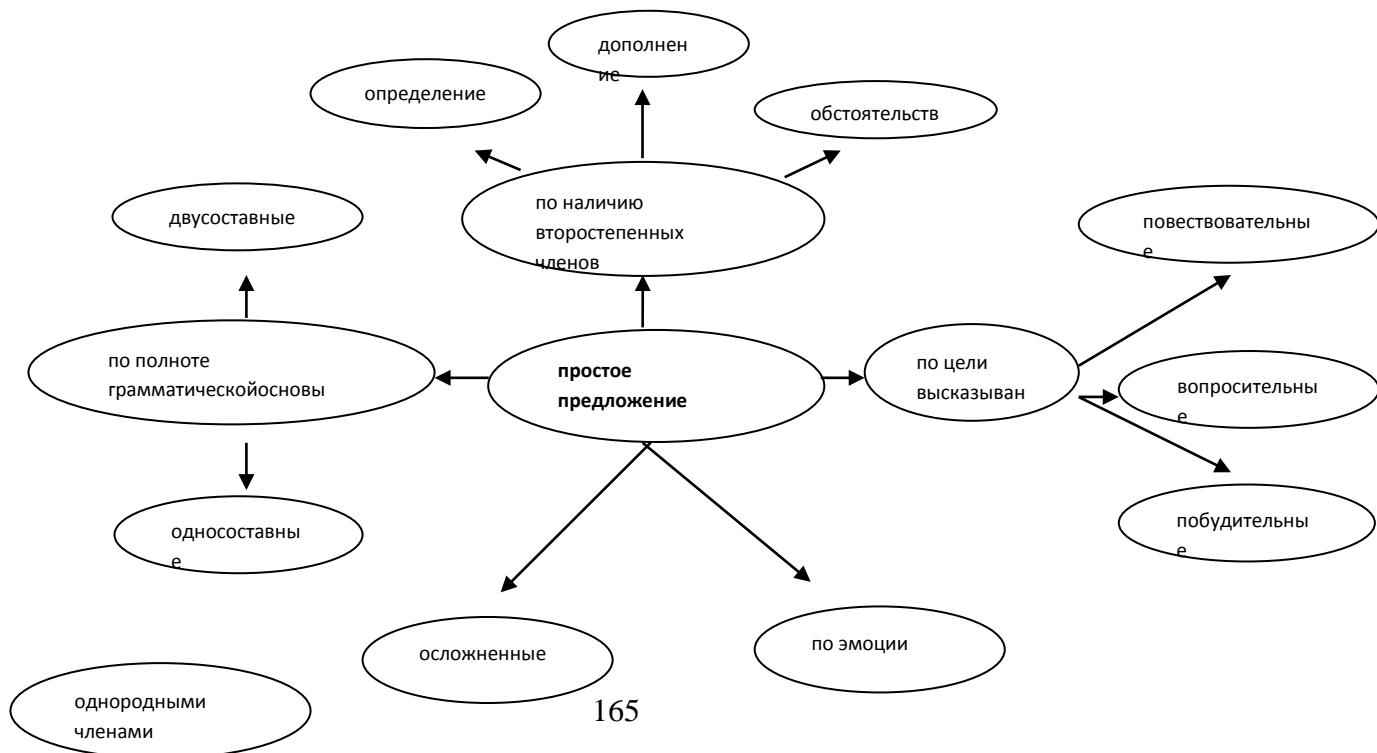 дополнен
ие
определение
обстоятельств
по наличию
второстепенных
членов
двусоставные
повествовательны
е
по полноте
грамматическойосновы
простое
предложение
по цели
высказыван
вопросительны
е
односоставны
е
побудительны
е
осложненные
по эмоции
однородными
членами
165